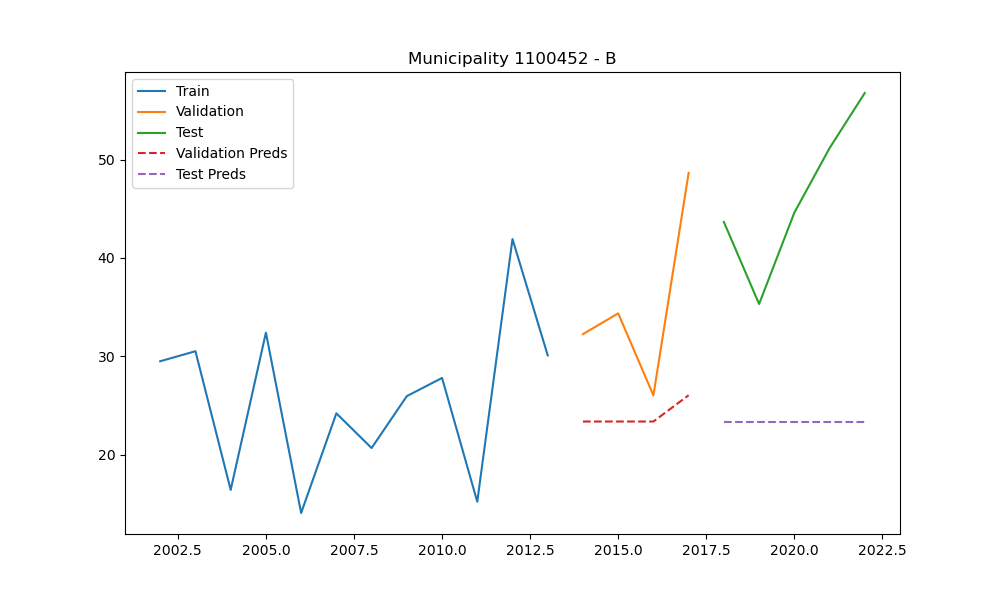 Municipality 1100452 - B
Train
Validation
Test
Validation Preds
Test Preds
50
40
30
20
2002.5 2005.0 2007.5 2010.0 2012.5 2015.0 2017.5 2020.0 2022.5